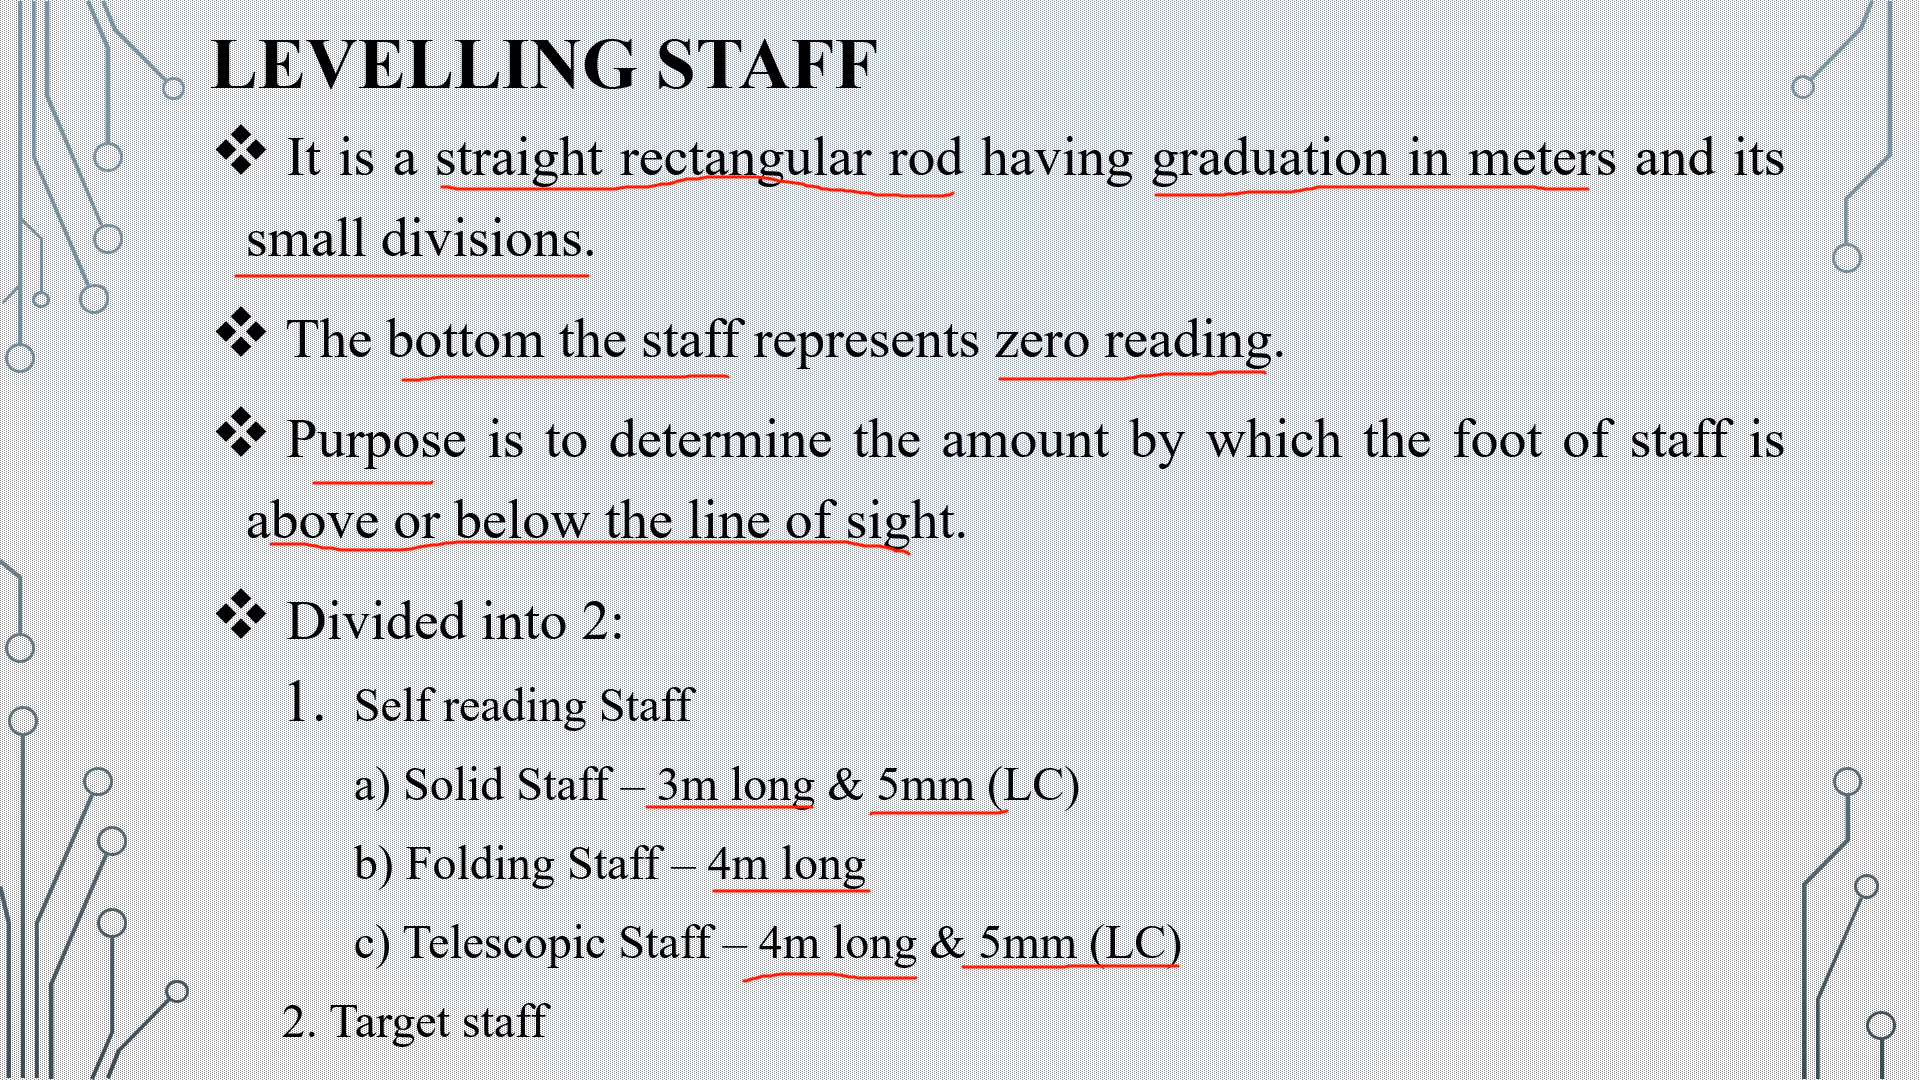 LEVELLING STAFF
❖ It is a straight rectangular rod having graduation in meters and its
small divisions.
❖ The bottom the staff represents zero reading.
❖ Purpose is to determine the amount by which the foot of staff is
above or below the line of sight.
❖ Divided into 2:
1. Self reading Staff
a) Solid Staff – 3m long & 5mm (LC)
b) Folding Staff – 4m long
c) Telescopic Staff – 4m long & 5mm (LC)
2. Target staff